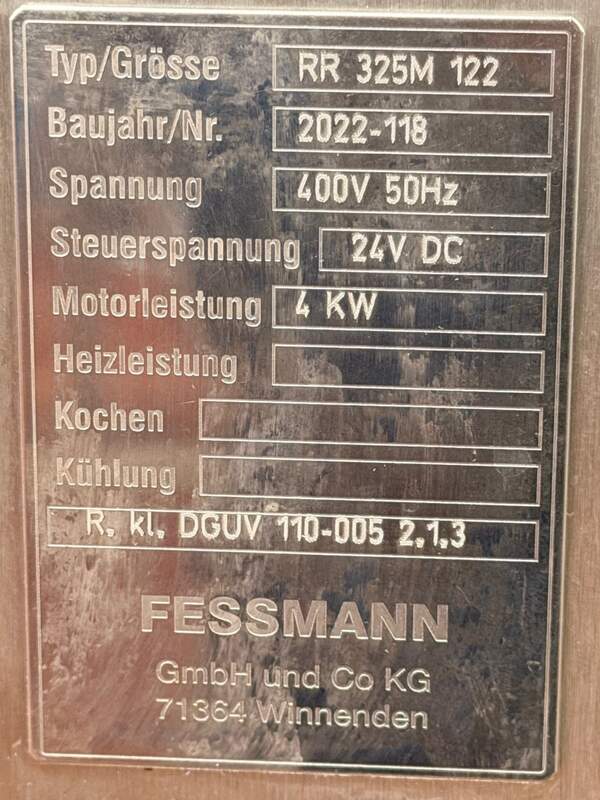 Typ/Grösse RR 325M 122
Baujahr/Nr. 2022-118
Spannung 400V 50Hz
Steuerspannung 24V DC
Motorleistung 4 KW
Heizleistung
Kochen
Kühlung
R. kl. DGUV 110-005 2.1.3
FESSMANN
GmbH und Co KG
71364 Winnenden